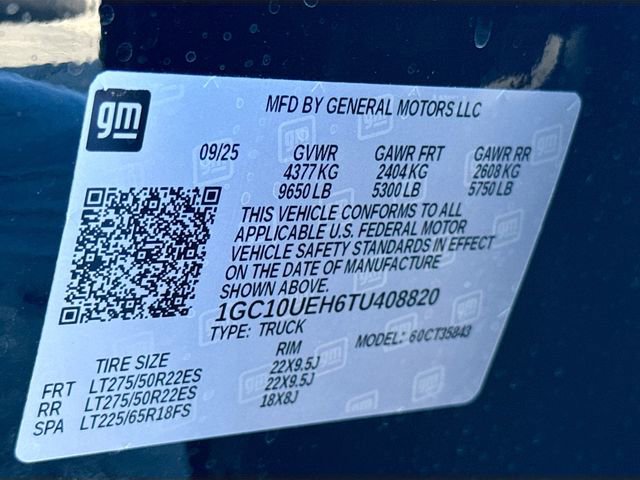 gm
MFD BY GENERAL MOTORS LLC
09/25 GVWR GAWR FRT GAWR RR
4377 KG 2404 KG 2608 KG
9650 LB 5300 LB 5750 LB
THIS VEHICLE CONFORMS TO ALL
APPLICABLE U.S. FEDERAL MOTOR
VEHICLE SAFETY STANDARDS IN EFFECT
ON THE DATE OF MANUFACTURE
SHOWN ABOVE.
1GC10UEH6TU408820
TYPE: TRUCK MODEL: 60CT35843
TIRE SIZE RIM
FRT LT275/50R22ES 22X9.5J
RR LT275/50R22ES 22X9.5J
SPA LT225/65R18FS 18X8J